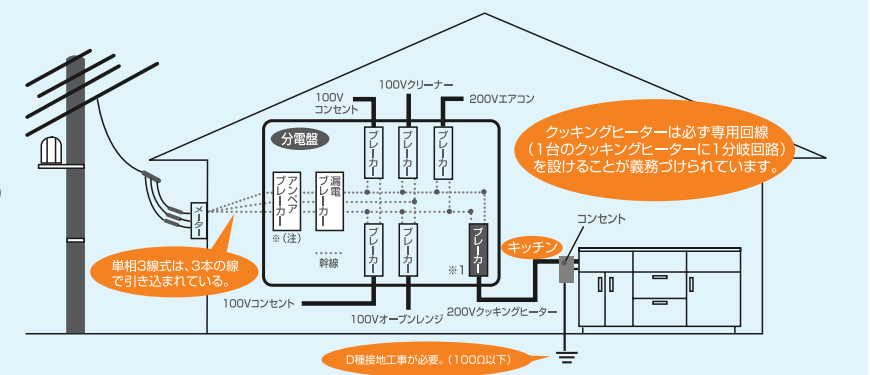 100Vクリーナー
100V
コンセント
200Vエアコン
分電盤
ブレーカー
ブレーカー
ブレーカー
クッキングヒーターは必ず専用回線
（1台のクッキングヒーターに1分岐回路）
を設けることが義務づけられています。
アンペア
ブレーカー
漏電
ブレーカー
メーター
※（注）
幹線
ブレーカー
ブレーカー
ブレーカー
※1
キッチン
コンセント
単相3線式は、3本の線
で引き込まれている。
100Vコンセント
100Vオーブンレンジ
200Vクッキングヒーター
D種接地工事が必要。（100Ω以下）